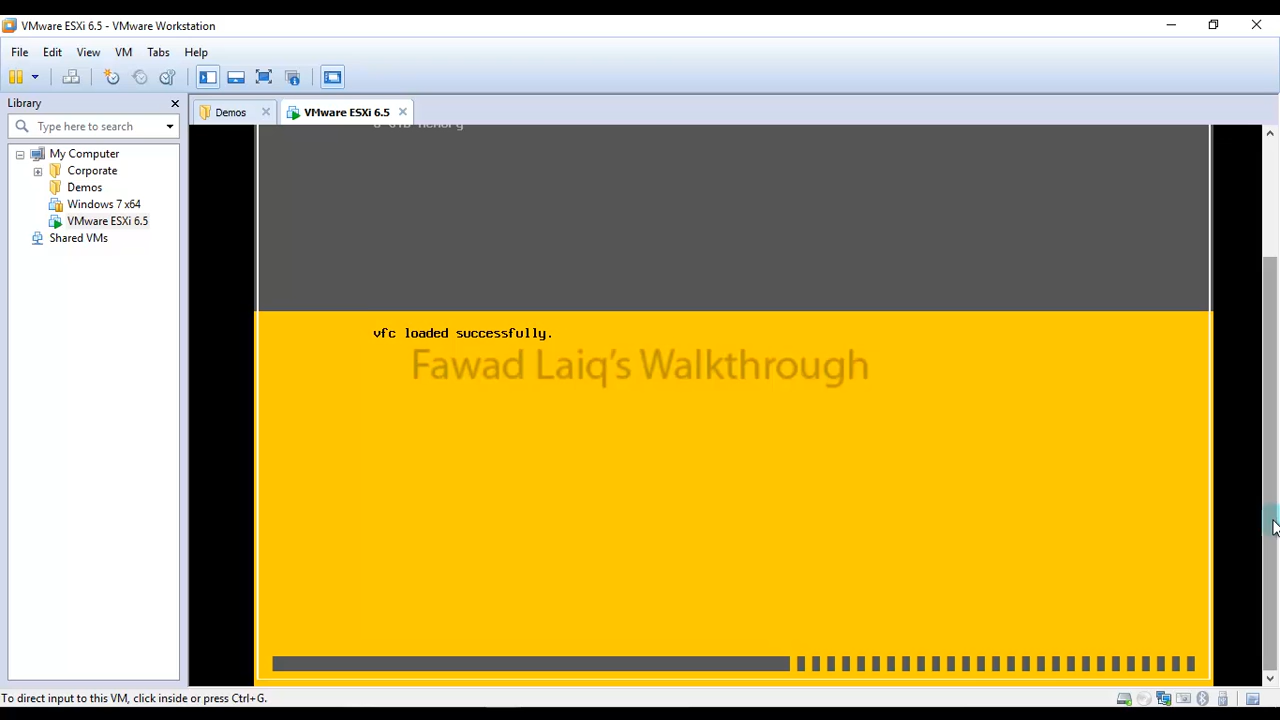 VMware ESXi 6.5 - VMware Workstation
File Edit View VM Tabs Help
Library
Type here to search
My Computer
Corporate
Demos
Windows 7 x64
VMware ESXi 6.5
Shared VMs
Demos
VMware ESXi 6.5
vfc loaded successfully.
Fawad Laiq's Walkthrough
To direct input to this VM, click inside or press Ctrl+G.